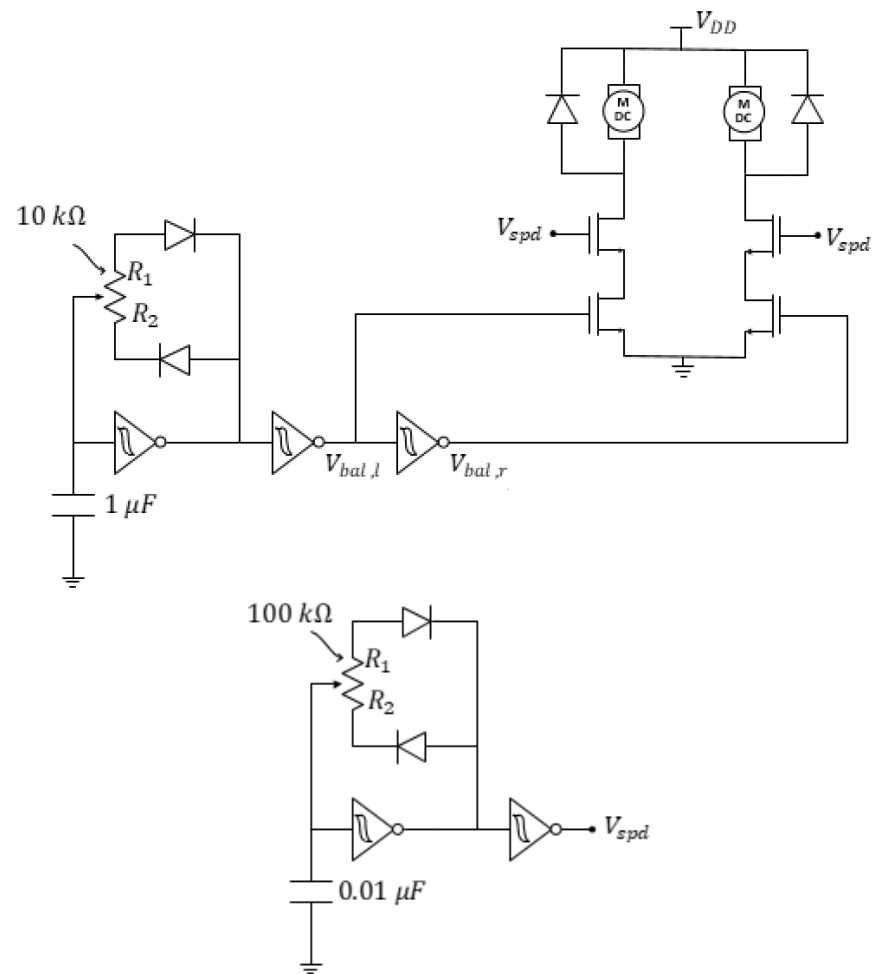 V_DD
M
DC
M
DC
10 kΩ
V_spd
V_spd
R_1
R_2
V_bal,l
V_bal,r
1 μF
100 kΩ
R_1
R_2
V_spd
0.01 μF